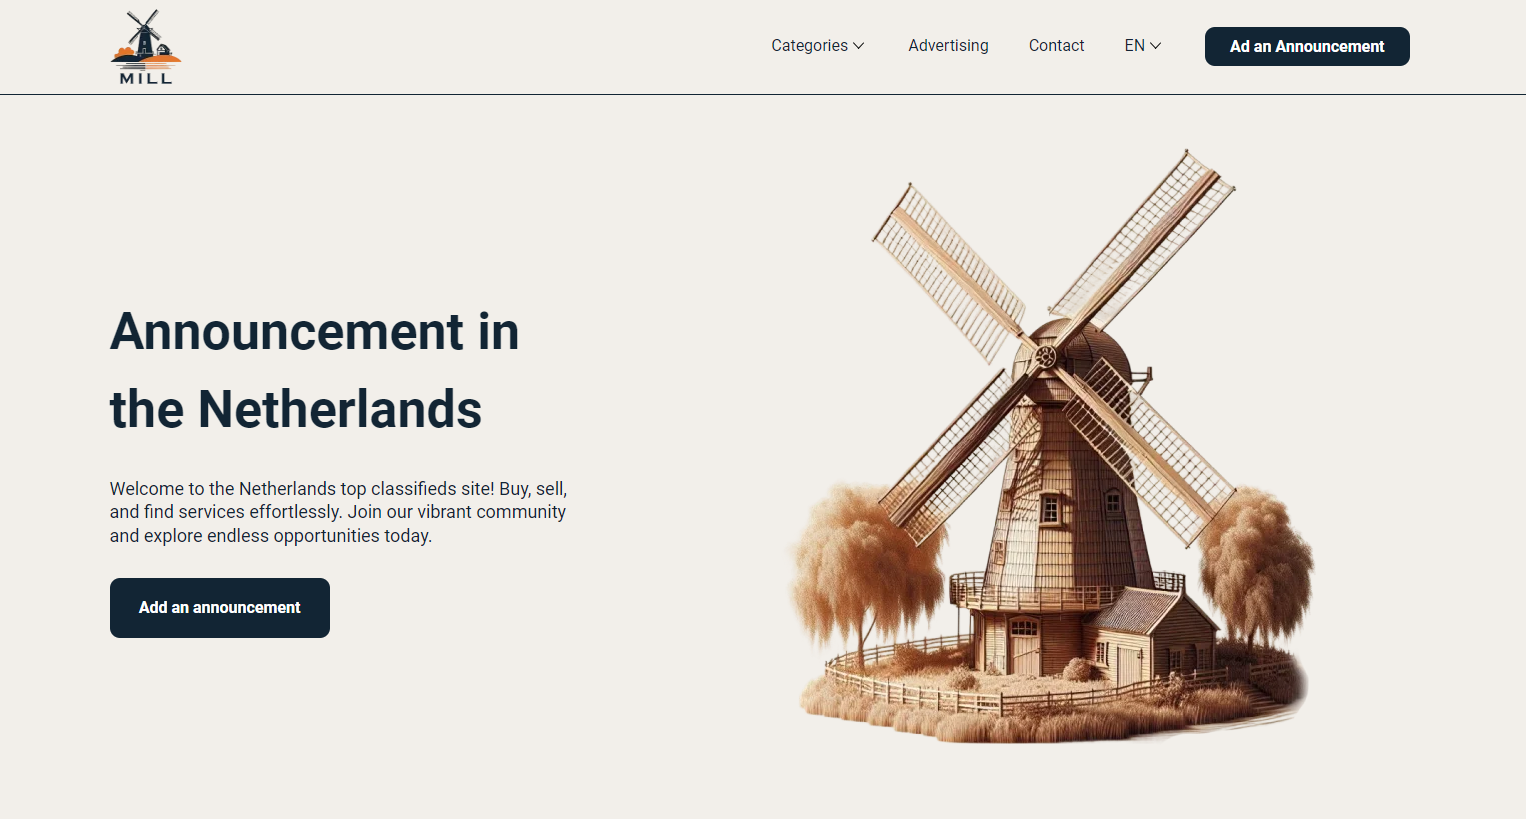 MILL
Categories
Advertising
Contact
EN
Ad an Announcement
Announcement in
the Netherlands
Welcome to the Netherlands top classifieds site! Buy, sell,
and find services effortlessly. Join our vibrant community
and explore endless opportunities today.
Add an announcement